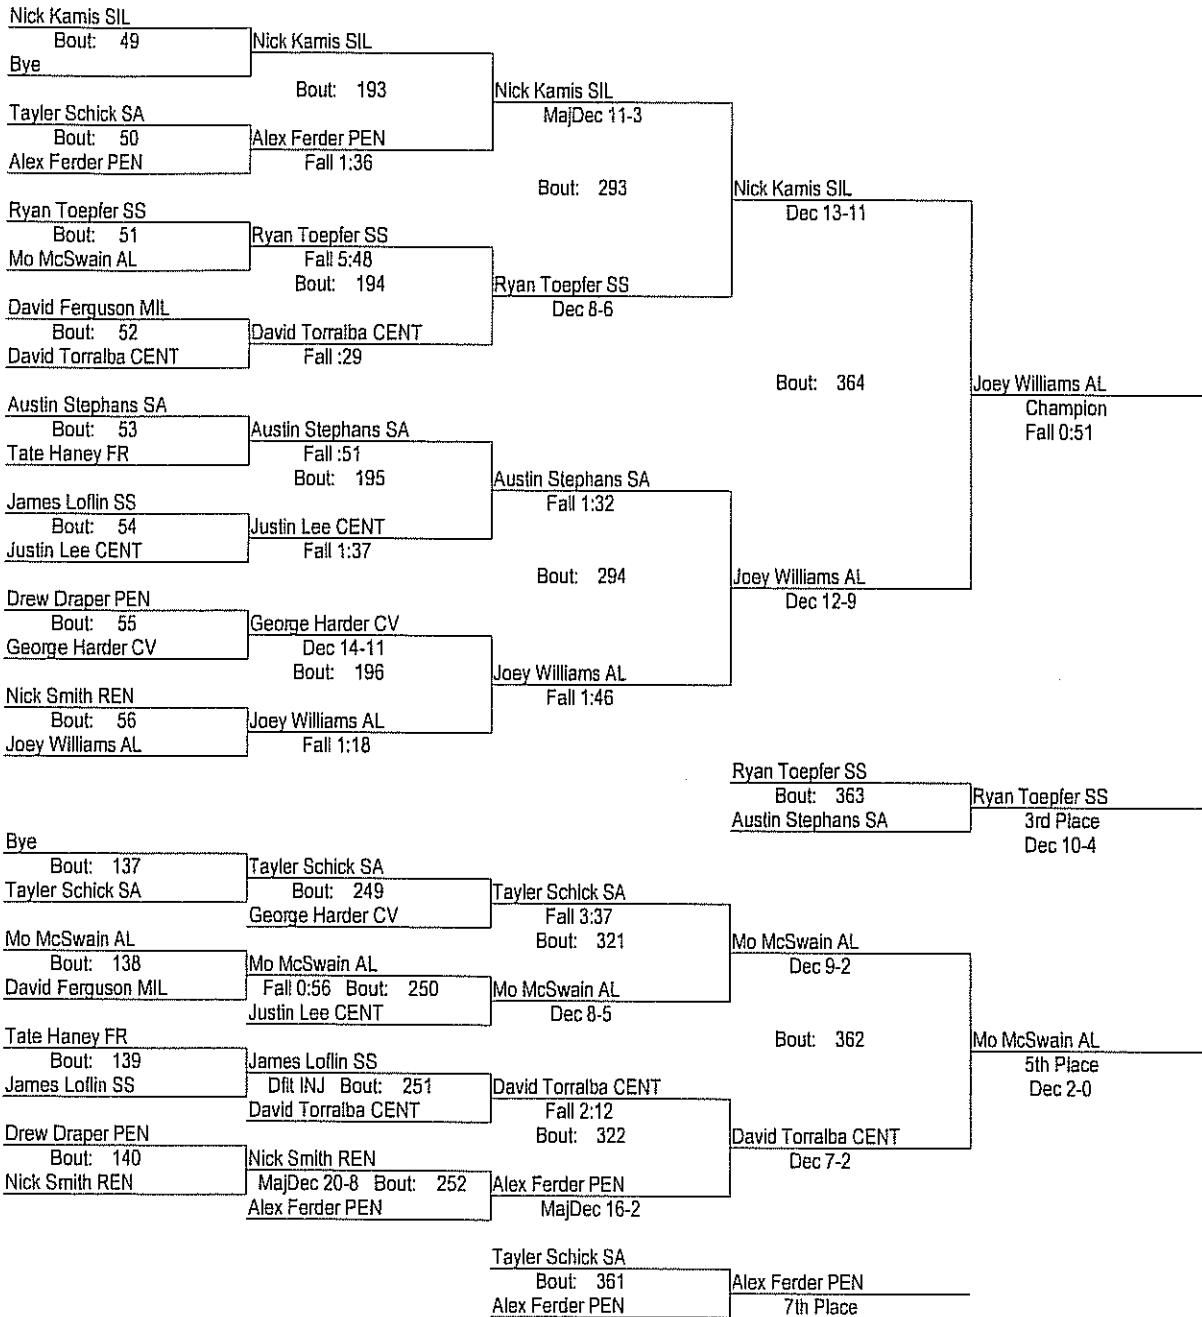 Nick Kamis SIL
Bout: 49
Bye
Nick Kamis SIL
Bout: 193
Tayler Schick SA
Bout: 50
Alex Ferder PEN
Alex Ferder PEN
Fall 1:36
Nick Kamis SIL
MajDec 11-3
Bout: 293
Ryan Toepfer SS
Bout: 51
Mo McSwain AL
Ryan Toepfer SS
Fall 5:48
Bout: 194
David Ferguson MIL
Bout: 52
David Torralba CENT
David Torralba CENT
Fall :29
Ryan Toepfer SS
Dec 8-6
Nick Kamis SIL
Dec 13-11
Bout: 364
Austin Stephans SA
Bout: 53
Tate Haney FR
Austin Stephans SA
Fall :51
Bout: 195
James Loflin SS
Bout: 54
Justin Lee CENT
Justin Lee CENT
Fall 1:37
Austin Stephans SA
Fall 1:32
Bout: 294
Drew Draper PEN
Bout: 55
George Harder CV
George Harder CV
Dec 14-11
Bout: 196
Nick Smith REN
Bout: 56
Joey Williams AL
Joey Williams AL
Fall 1:18
Joey Williams AL
Fall 1:46
Joey Williams AL
Dec 12-9
Joey Williams AL
Champion
Fall 0:51
Ryan Toepfer SS
Bout: 363
Austin Stephans SA
Ryan Toepfer SS
3rd Place
Dec 10-4
Bye
Bout: 137
Tayler Schick SA
Tayler Schick SA
Bout: 249
George Harder CV
Tayler Schick SA
Fall 3:37
Bout: 321
Mo McSwain AL
Bout: 138
David Ferguson MIL
Mo McSwain AL
Fall 0:56 Bout: 250
Justin Lee CENT
Mo McSwain AL
Dec 8-5
Mo McSwain AL
Dec 9-2
Bout: 362
Tate Haney FR
Bout: 139
James Loflin SS
James Loflin SS
Dflt INJ Bout: 251
David Torralba CENT
David Torralba CENT
Fall 2:12
Bout: 322
Drew Draper PEN
Bout: 140
Nick Smith REN
Nick Smith REN
MajDec 20-8 Bout: 252
Alex Ferder PEN
Alex Ferder PEN
MajDec 16-2
David Torralba CENT
Dec 7-2
Mo McSwain AL
5th Place
Dec 2-0
Tayler Schick SA
Bout: 361
Alex Ferder PEN
Alex Ferder PEN
7th Place